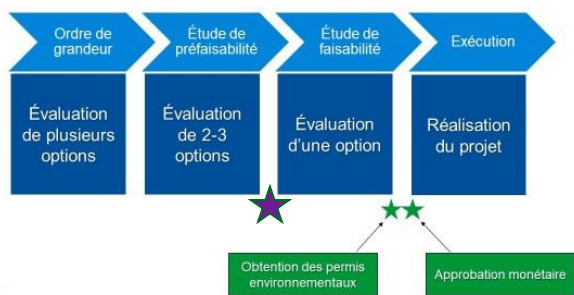 Ordre de
grandeur
Étude de
préfaisabilité
Étude de
faisabilité
Exécution
Évaluation
de plusieurs
options
Évaluation
de 2-3
options
Évaluation
d'une option
Réalisation
du projet
Obtention des permis
environnementaux
Approbation monétaire